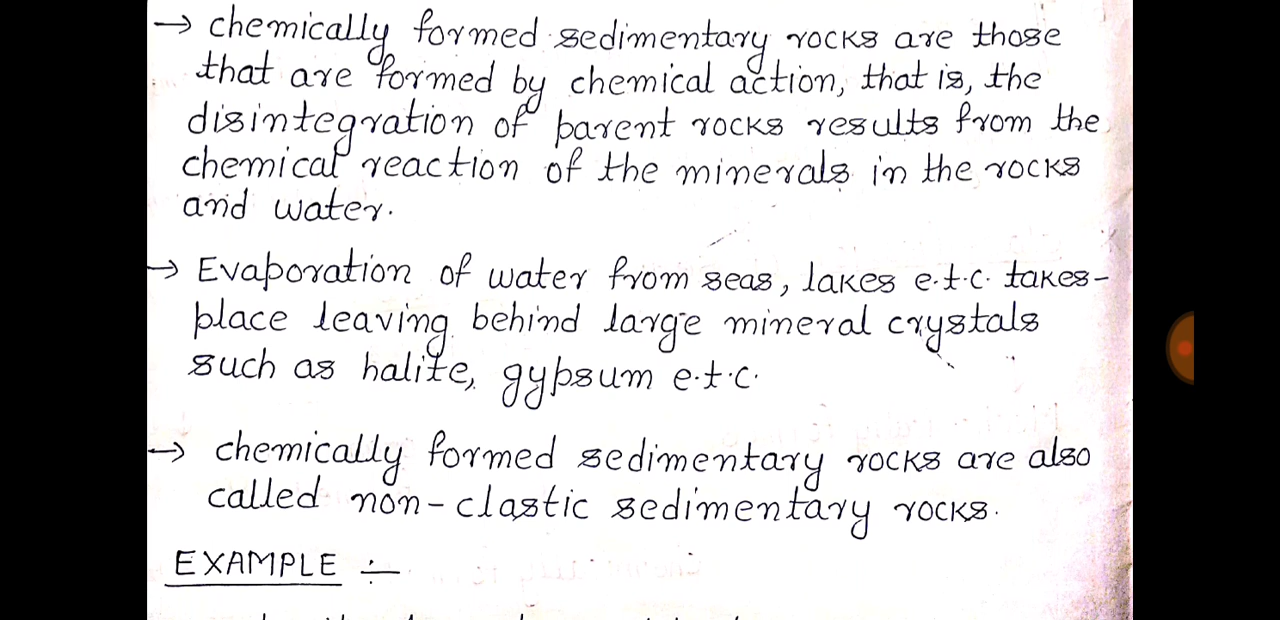 → chemically formed sedimentary rocks are those
that are formed by chemical action, that is, the
disintegration of parent rocks results from the
chemical reaction of the minerals in the rocks
and water.
→ Evaporation of water from seas, lakes e.t.c. takes-
place leaving behind large mineral crystals
such as halite, gypsum e.t.c.
→ chemically formed sedimentary rocks are also
called non-clastic sedimentary rocks.
EXAMPLE ÷